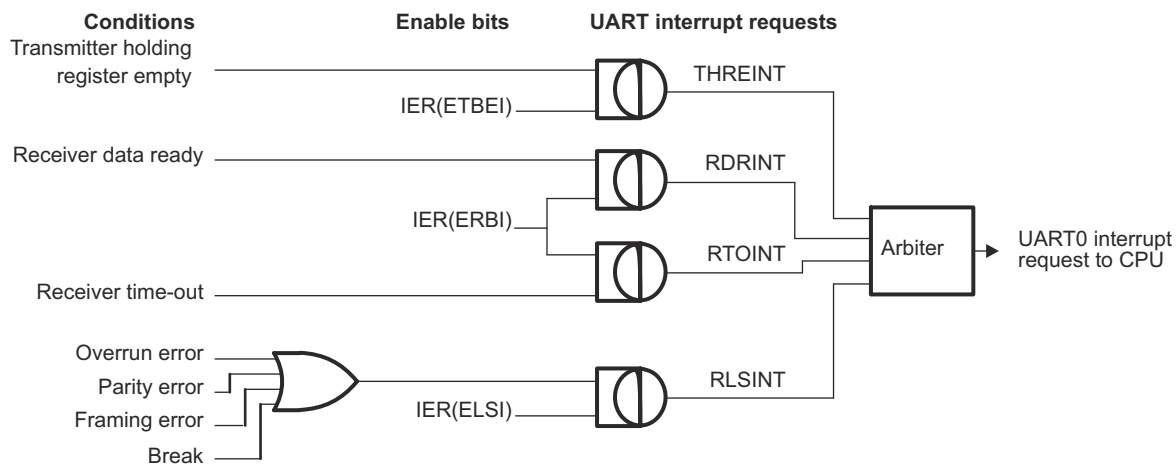 Conditions
Enable bits
UART interrupt requests
Transmitter holding
register empty
THREINT
IER(ETBEI)
Receiver data ready
RDRINT
IER(ERBI)
Arbiter
UART0 interrupt
request to CPU
RTOINT
Receiver time-out
Overrun error
Parity error
RLSINT
Framing error
IER(ELSI)
Break